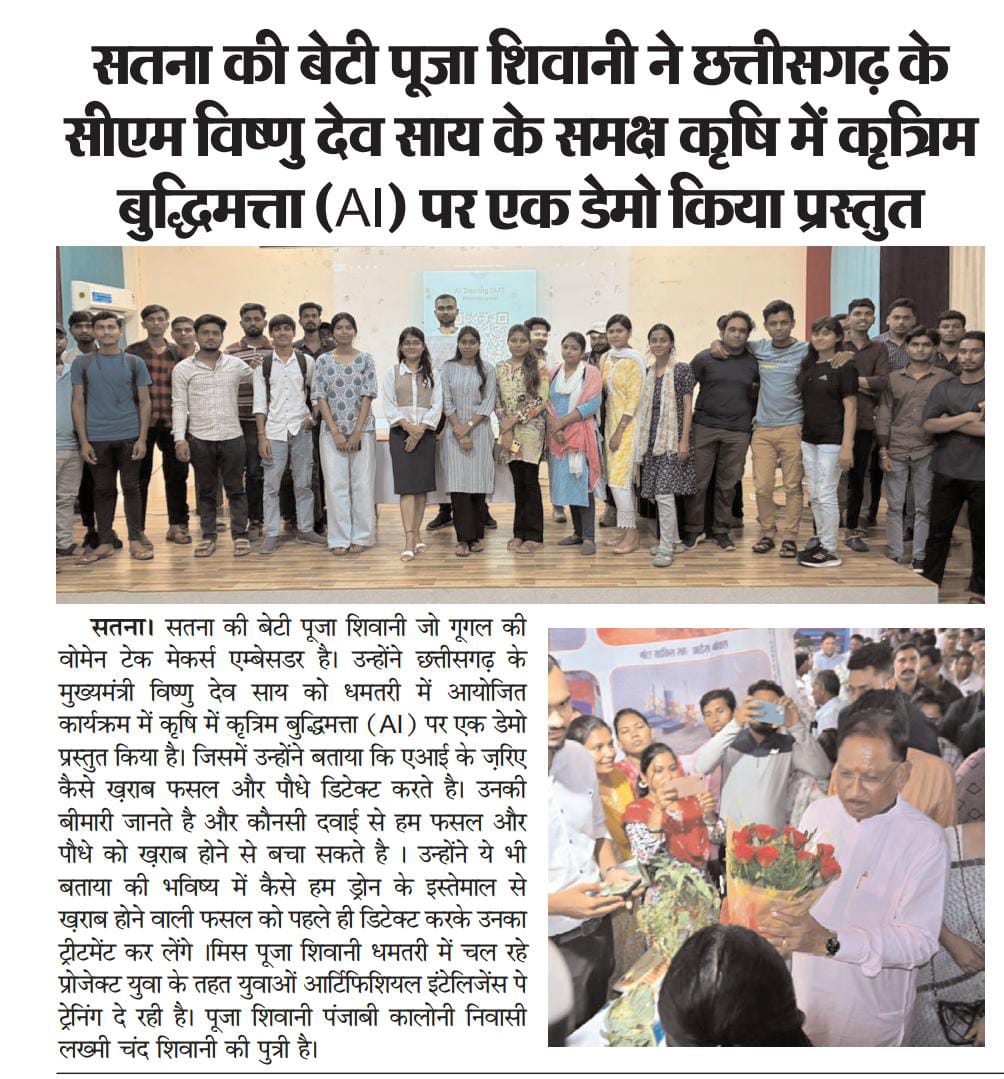 सतना की बेटी पूजा शिवानी ने छत्तीसगढ़ के
सीएम विष्णु देव साय के समक्ष कृषि में कृत्रिम
बुद्धिमत्ता (AI) पर एक डेमो किया प्रस्तुत
AI Training DMT
सतना। सतना की बेटी पूजा शिवानी जो गूगल की
वोमेन टेक मेकर्स एम्बेसडर है। उन्होंने छत्तीसगढ़ के
मुख्यमंत्री विष्णु देव साय को धमतरी में आयोजित
कार्यक्रम में कृषि में कृत्रिम बुद्धिमत्ता (AI) पर एक डेमो
प्रस्तुत किया है। जिसमें उन्होंने बताया कि एआई के ज़रिए
कैसे ख़राब फसल और पौधे डिटेक्ट करते है। उनकी
बीमारी जानते है और कौनसी दवाई से हम फसल और
पौधे को ख़राब होने से बचा सकते है । उन्होंने ये भी
बताया की भविष्य में कैसे हम ड्रोन के इस्तेमाल से
ख़राब होने वाली फसल को पहले ही डिटेक्ट करके उनका
ट्रीटमेंट कर लेंगे ।मिस पूजा शिवानी धमतरी में चल रहे
प्रोजेक्ट युवा के तहत युवाओं आर्टिफिशियल इंटेलिजेंस पे
ट्रेनिंग दे रही है। पूजा शिवानी पंजाबी कालोनी निवासी
लख्मी चंद शिवानी की पुत्री है।